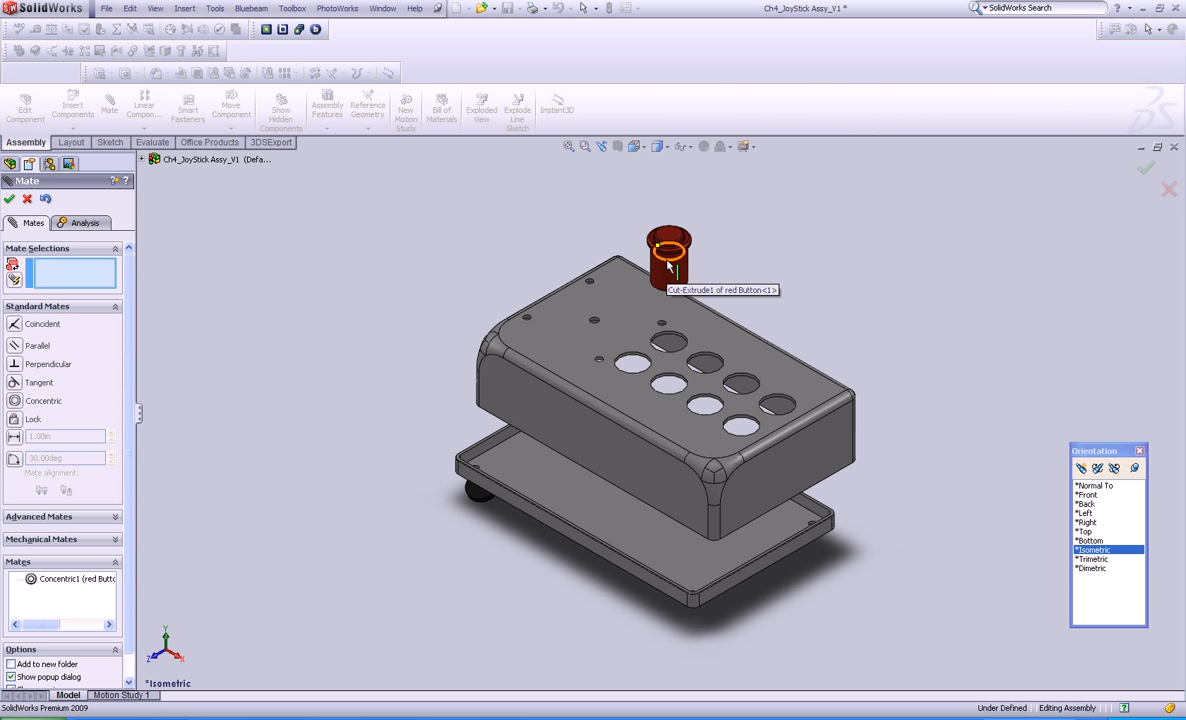 SolidWorks File Edit View Insert Tools Bluebeam Toolbox PhotoWorks Window Help Ch4_JoyStick Assy_V1 * SolidWorks Search
Edit Component
Insert Components
Mate
Linear Compon...
Smart Fasteners
Move Component
Show Hidden Components
Assembly Features
Reference Geometry
New Motion Study
Bill of Materials
Exploded View
Explode Line Sketch
Instant3D
Assembly Layout Sketch Evaluate Office Products 3DSExport
Ch4_JoyStick Assy_V1 (Defa...
Mate
Mates Analysis
Mate Selections
Standard Mates
Coincident
Parallel
Perpendicular
Tangent
Concentric
Lock
1.00in
30.00deg
Mate alignment:
Advanced Mates
Mechanical Mates
Mates
Concentric1 (red Butto
Options
Add to new folder
Show popup dialog
Cut-Extrude1 of red Button<1>
Orientation
*Normal To
*Front
*Back
*Left
*Right
*Top
*Bottom
*Isometric
*Trimetric
*Dimetric
Y
Z
X
*Isometric
Model Motion Study 1
SolidWorks Premium 2009 Under Defined Editing Assembly